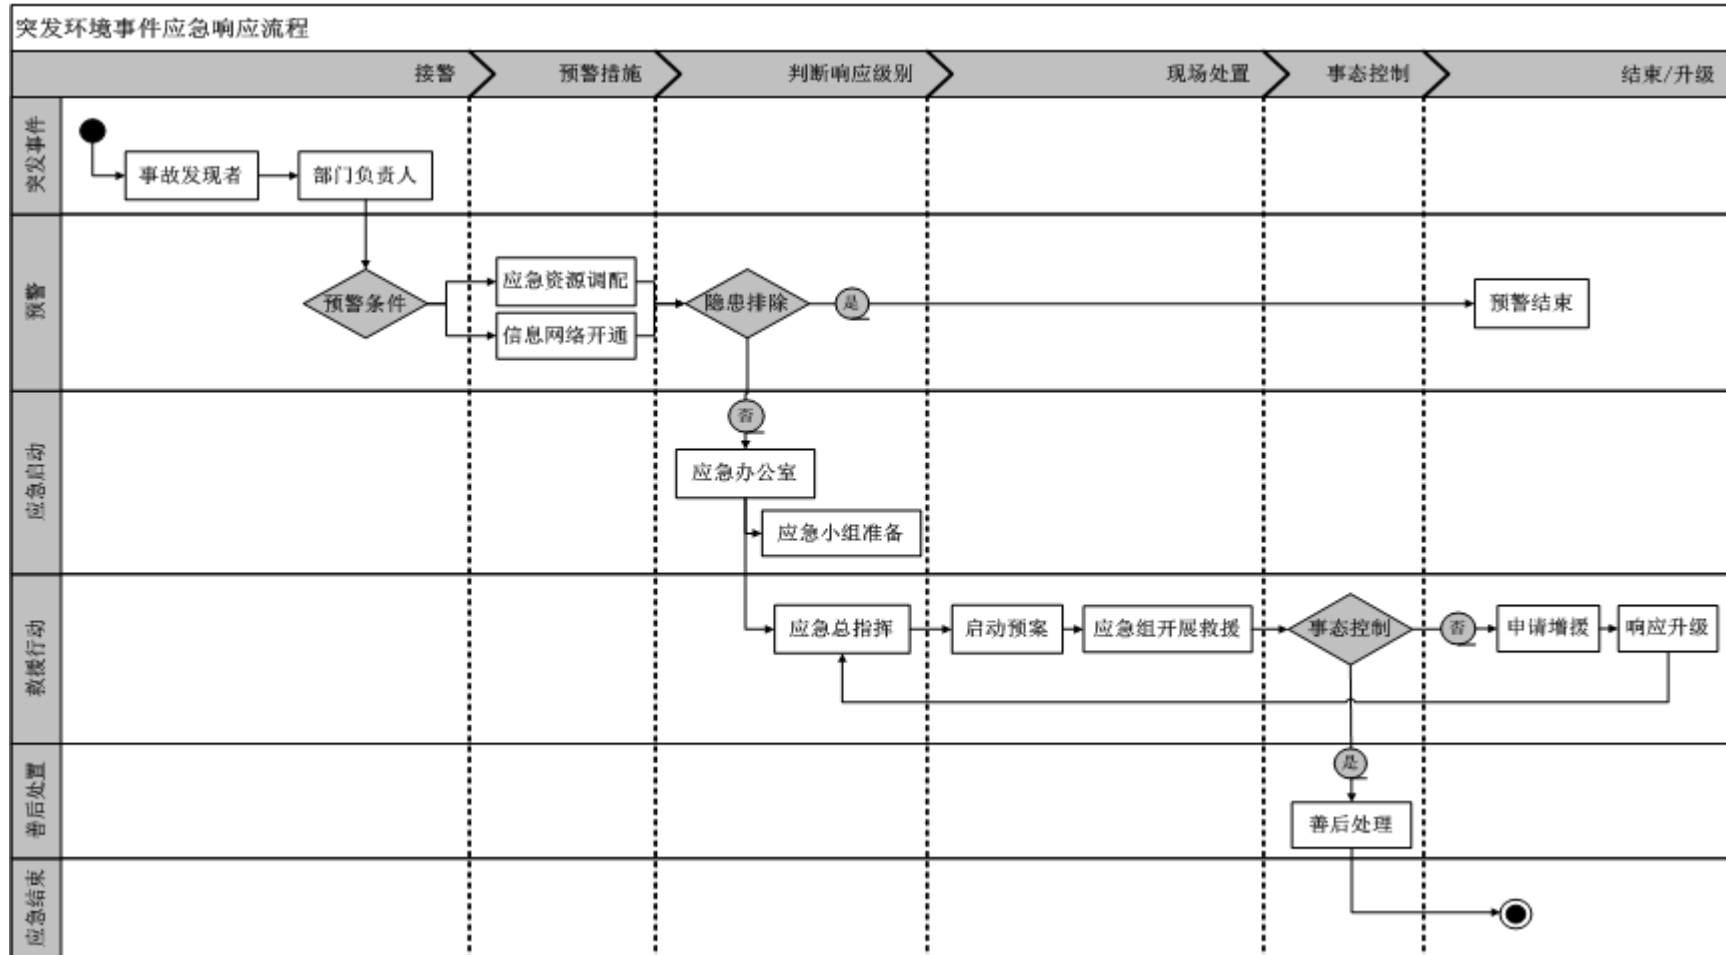 突发环境事件应急响应流程
接警
预警措施
判断响应级别
现场处置
事态控制
结束/升级
突发事件
事故发现者
部门负责人
预警
预警条件
应急资源调配
信息网络开通
隐患排除
是
预警结束
应急启动
否
应急办公室
应急小组准备
救援行动
应急总指挥
启动预案
应急组开展救援
事态控制
否
申请增援
响应升级
善后处置
是
善后处理
应急结束